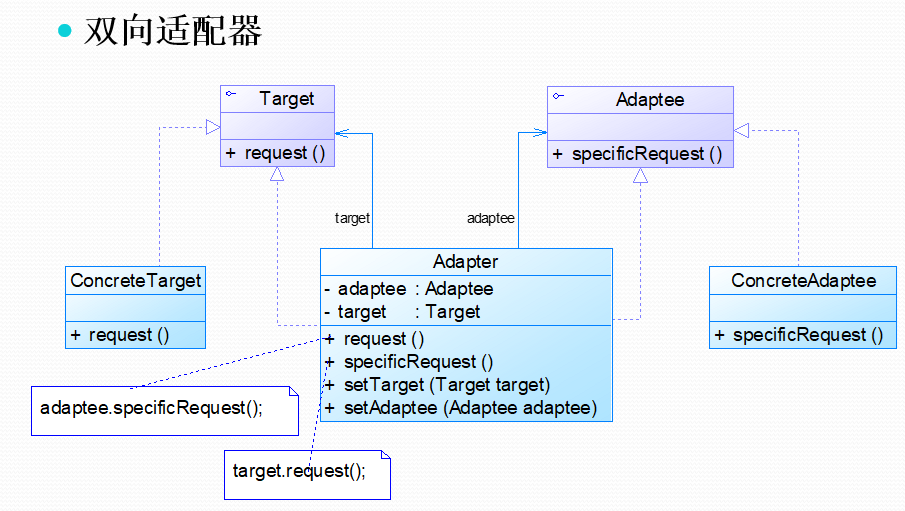 双向适配器
Target
+ request ()
Adaptee
+ specificRequest ()
target
adaptee
ConcreteTarget
+ request ()
Adapter
- adaptee : Adaptee
- target : Target
+ request ()
+ specificRequest ()
+ setTarget (Target target)
+ setAdaptee (Adaptee adaptee)
ConcreteAdaptee
+ specificRequest ()
adaptee.specificRequest();
target.request();